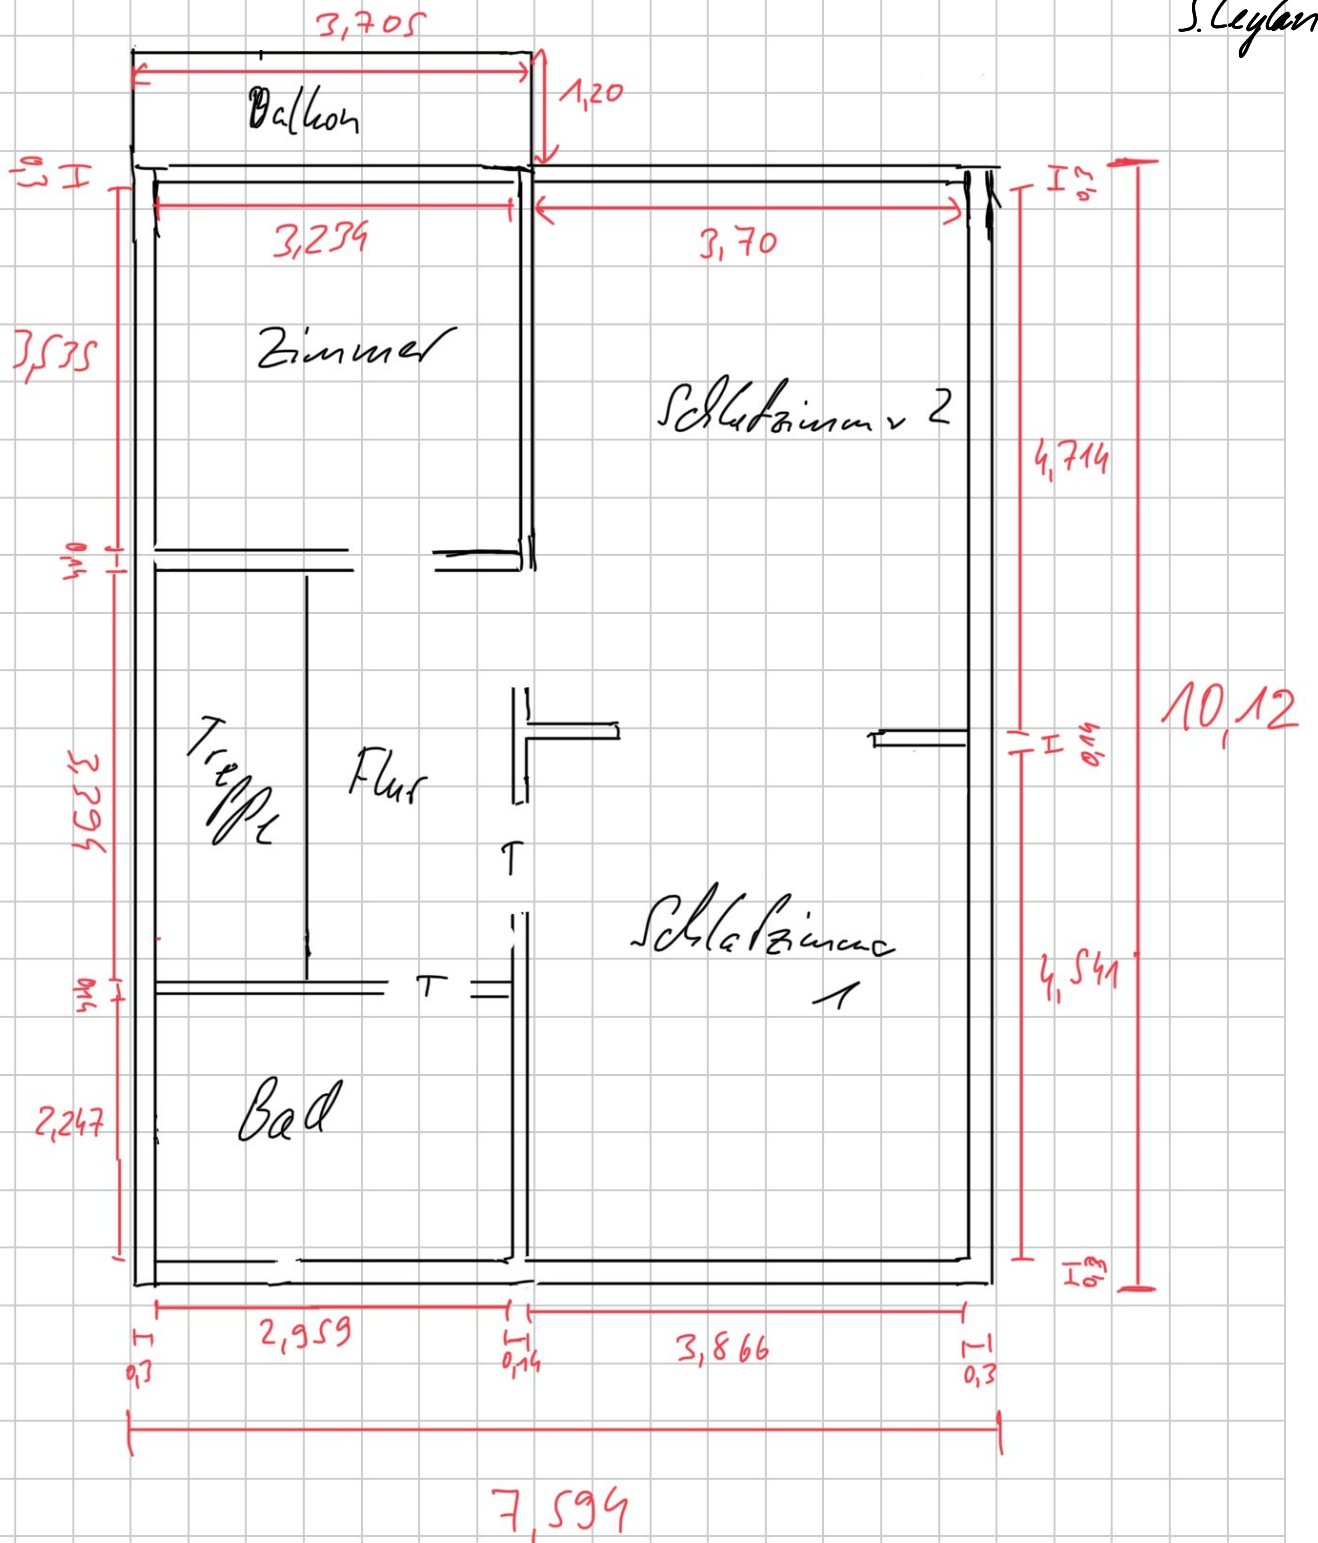 S. Ceylan
3,705
Balkon
1,20
0,3
0,3
3,234
3,70
Zimmer
3,535
Schlafzimmer 2
4,714
0,14
Treppe
Flur
3,394
10,12
0,14
T
Schlafzimmer
1
4,541
T
0,14
Bad
2,247
0,3
2,959
3,866
0,3
0,14
0,3
7,594